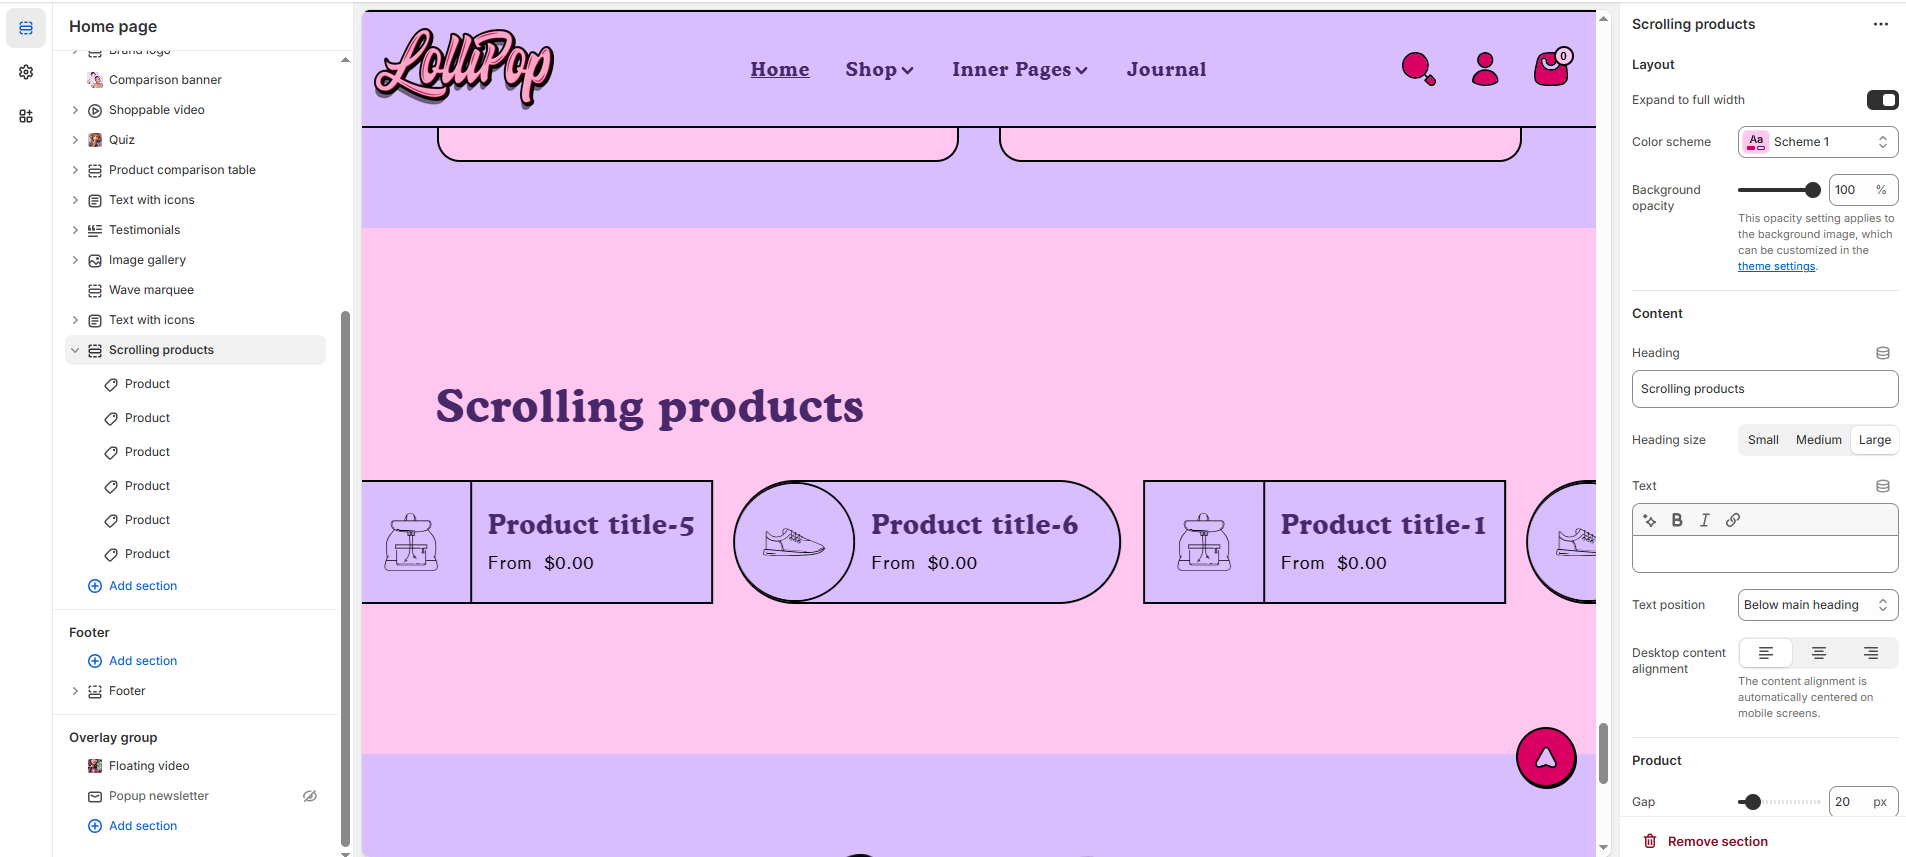 Home page
Brand logo
Comparison banner
Shoppable video
Quiz
Product comparison table
Text with icons
Testimonials
Image gallery
Wave marquee
Text with icons
Scrolling products
Product
Product
Product
Product
Product
Product
Add section
Footer
Add section
Footer
Overlay group
Floating video
Popup newsletter
Add section
LolliPop
Home Shop Inner Pages Journal
0
Scrolling products
Product title-5
From $0.00
Product title-6
From $0.00
Product title-1
From $0.00
Scrolling products
Layout
Expand to full width
Color scheme
Aa Scheme 1
Background
opacity
100 %
This opacity setting applies to
the background image, which
can be customized in the
theme settings.
Content
Heading
Scrolling products
Heading size Small Medium Large
Text
B I
Text position Below main heading
Desktop content
alignment
The content alignment is
automatically centered on
mobile screens.
Product
Gap 20 px
Remove section